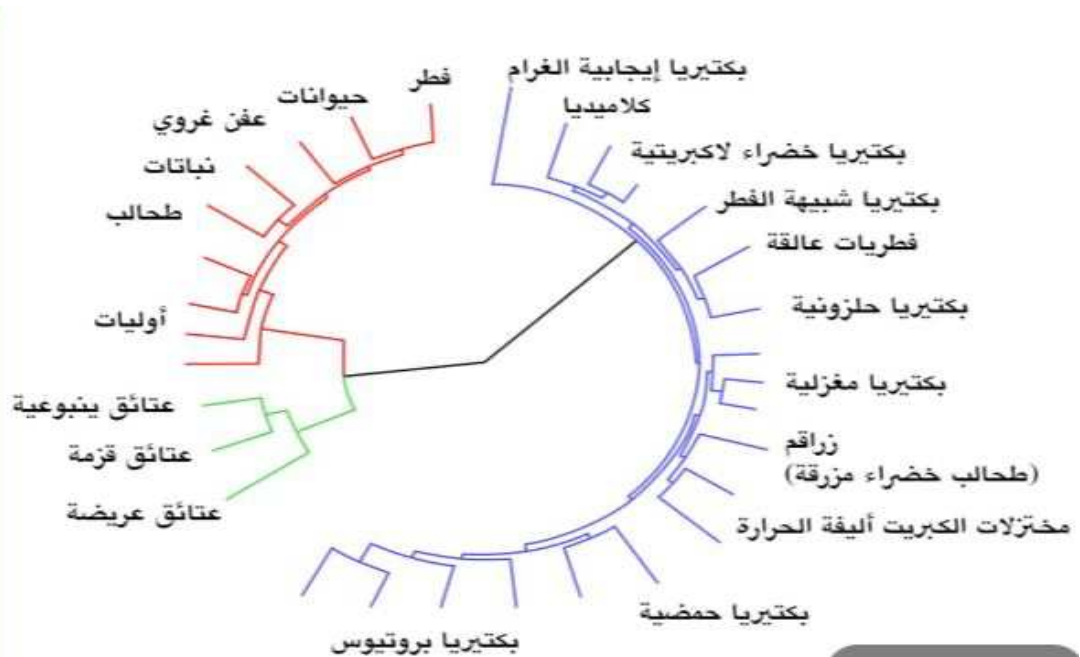 فطر
حيوانات
عفن غروي
نباتات
طحالب
أوليات
عتائق ينبوعية
عتائق قزمة
عتائق عريضة
بكتيريا إيجابية الغرام
كلاميديا
بكتيريا خضراء لاكبريتية
بكتيريا شبيهة الفطر
فطريات عالقة
بكتيريا حلزونية
بكتيريا مغزلية
زراقم
(طحالب خضراء مزرقة)
مختزلات الكبريت أليفة الحرارة
بكتيريا حمضية
بكتيريا بروتيوس